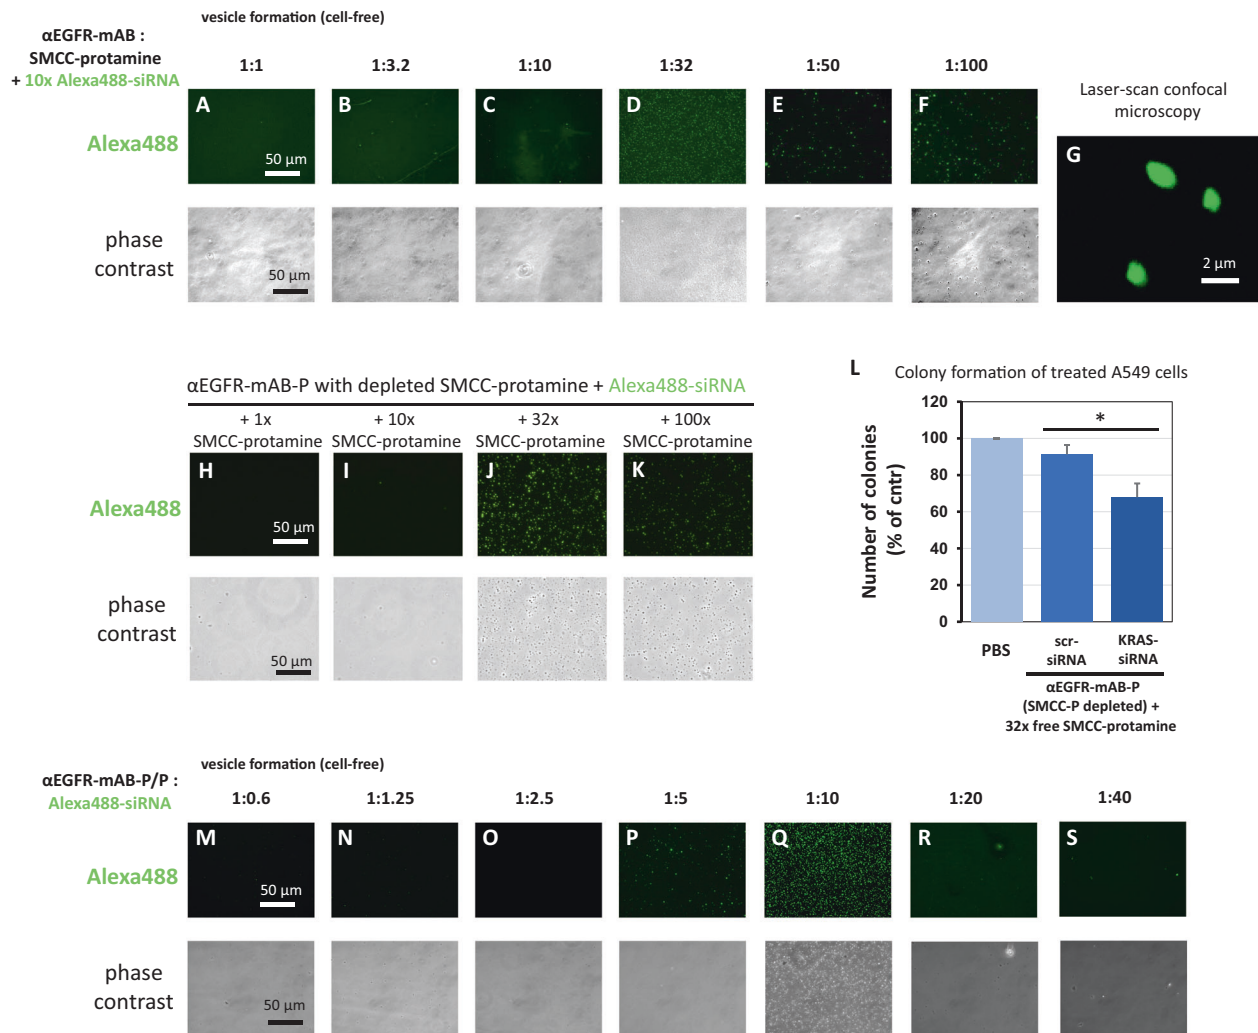 vesicle formation (cell-free)
αEGFR-mAB :
SMCC-protamine
+ 10x Alexa488-siRNA
1:1
1:3.2
1:10
1:32
1:50
1:100
Laser-scan confocal
microscopy
Alexa488
A
50 µm
B
C
D
E
F
G
2 µm
phase
contrast
50 µm
αEGFR-mAB-P with depleted SMCC-protamine + Alexa488-siRNA
+ 1x
SMCC-protamine
+ 10x
SMCC-protamine
+ 32x
SMCC-protamine
+ 100x
SMCC-protamine
Alexa488
H
50 µm
I
J
K
phase
contrast
50 µm
L
Colony formation of treated A549 cells
Number of colonies
(% of cntr)
120
100
80
60
40
20
0
*
PBS
scr-
siRNA
KRAS-
siRNA
αEGFR-mAB-P
(SMCC-P depleted) +
32x free SMCC-protamine
vesicle formation (cell-free)
αEGFR-mAB-P/P :
Alexa488-siRNA
1:0.6
1:1.25
1:2.5
1:5
1:10
1:20
1:40
Alexa488
M
50 µm
N
O
P
Q
R
S
phase
contrast
50 µm